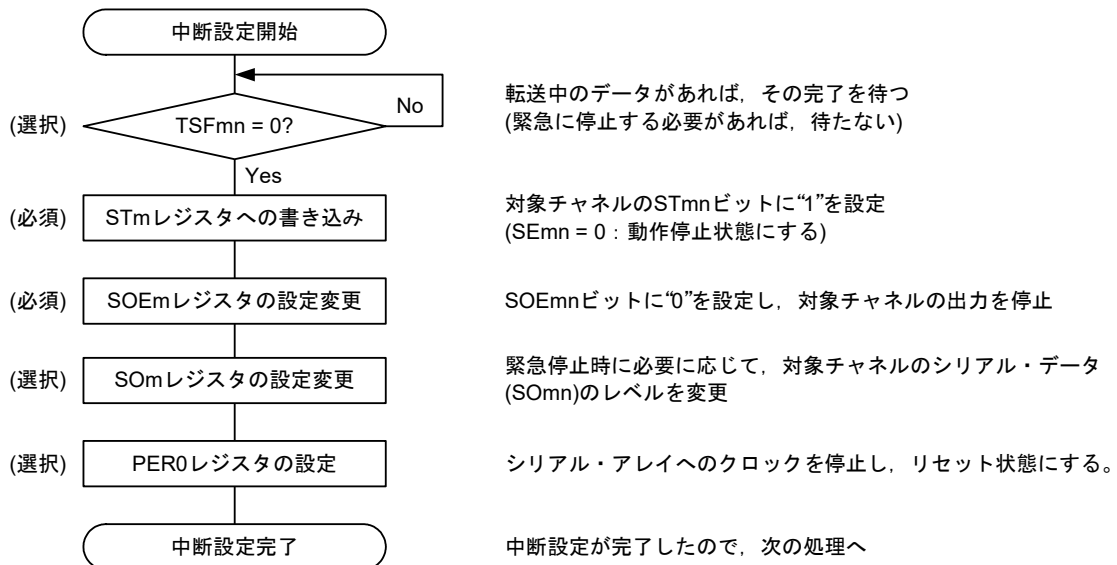 中断設定開始
No
転送中のデータがあれば，その完了を待つ
(選択)
TSFmn = 0?
(緊急に停止する必要があれば，待たない)
Yes
(必須)
STmレジスタへの書き込み
対象チャネルのSTmnビットに“1”を設定
(SEmn = 0：動作停止状態にする)
(必須)
SOEmレジスタの設定変更
SOEmnビットに“0”を設定し，対象チャネルの出力を停止
(選択)
SOmレジスタの設定変更
緊急停止時に必要に応じて，対象チャネルのシリアル・データ
(SOmn)のレベルを変更
(選択)
PER0レジスタの設定
シリアル・アレイへのクロックを停止し，リセット状態にする。
中断設定完了
中断設定が完了したので，次の処理へ